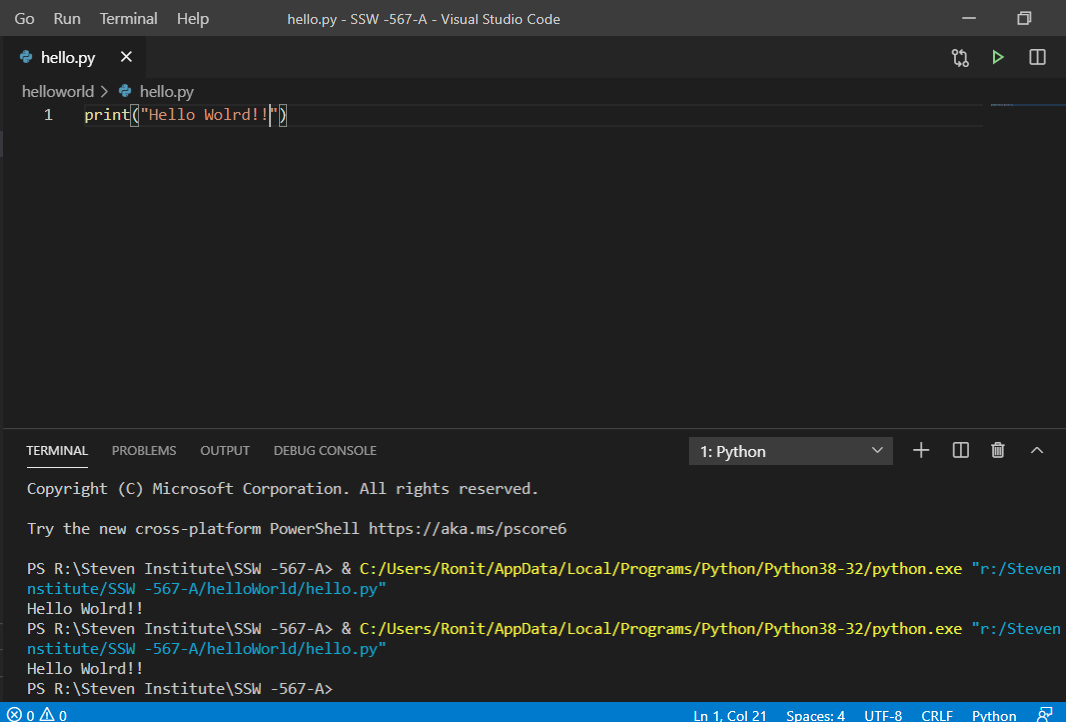 Go Run Terminal Help hello.py - SSW -567-A - Visual Studio Code
hello.py
helloworld > hello.py
1 print("Hello Wolrd!!")
TERMINAL PROBLEMS OUTPUT DEBUG CONSOLE 1: Python
Copyright (C) Microsoft Corporation. All rights reserved.
Try the new cross-platform PowerShell https://aka.ms/pscore6
PS R:\Steven Institute\SSW -567-A> & C:/Users/Ronit/AppData/Local/Programs/Python/Python38-32/python.exe "r:/Steven
nstitute/SSW -567-A/helloWorld/hello.py"
Hello Wolrd!!
PS R:\Steven Institute\SSW -567-A> & C:/Users/Ronit/AppData/Local/Programs/Python/Python38-32/python.exe "r:/Steven
nstitute/SSW -567-A/helloWorld/hello.py"
Hello Wolrd!!
PS R:\Steven Institute\SSW -567-A>
0 0 Ln 1, Col 21 Spaces: 4 UTF-8 CRLF Python